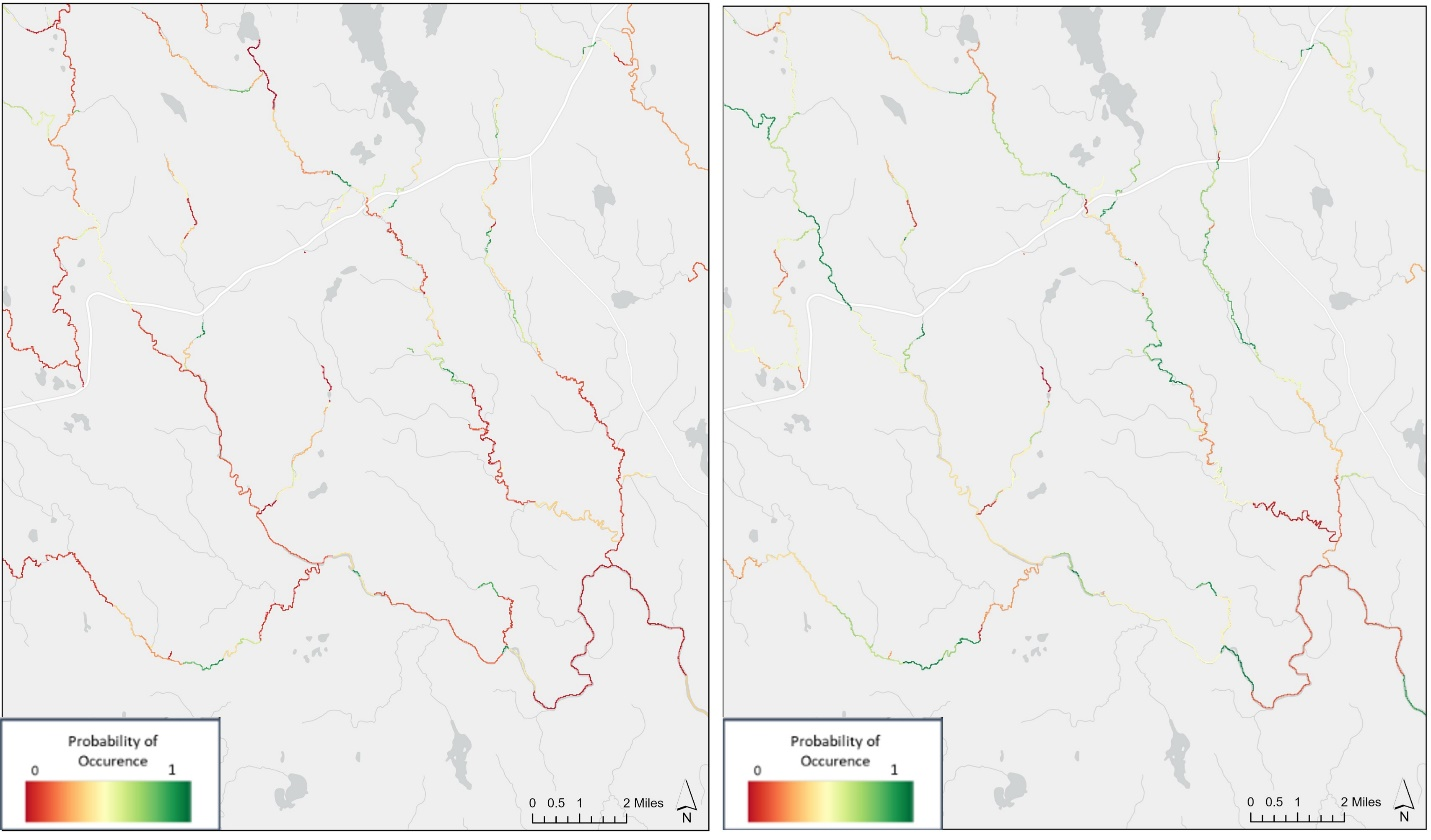 Probability of
Occurence
0 1
0 0.5 1 2 Miles
N
Probability of
Occurence
0 1
0 0.5 1 2 Miles
N